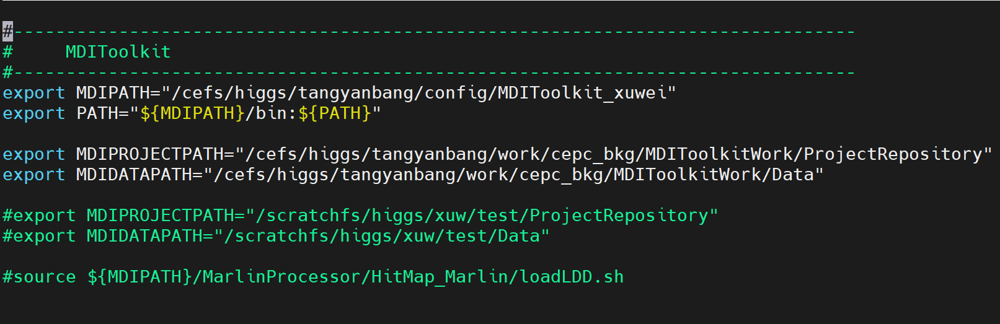 #--------------------------------------------------------------------------------
#     MDIToolkit
#--------------------------------------------------------------------------------
export MDIPATH="/cefs/higgs/tangyanbang/config/MDIToolkit_xuwei"
export PATH="${MDIPATH}/bin:${PATH}"

export MDIPROJECTPATH="/cefs/higgs/tangyanbang/work/cepc_bkg/MDIToolkitWork/ProjectRepository"
export MDIDATAPATH="/cefs/higgs/tangyanbang/work/cepc_bkg/MDIToolkitWork/Data"

#export MDIPROJECTPATH="/scratchfs/higgs/xuw/test/ProjectRepository"
#export MDIDATAPATH="/scratchfs/higgs/xuw/test/Data"

#source ${MDIPATH}/MarlinProcessor/HitMap_Marlin/loadLDD.sh